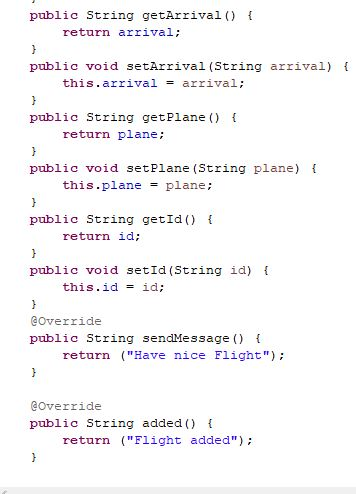 }
public String getArrival() {
return arrival;
}
public void setArrival(String arrival) {
this.arrival = arrival;
}
public String getPlane() {
return plane;
}
public void setPlane(String plane) {
this.plane = plane;
}
public String getId() {
return id;
}
public void setId(String id) {
this.id = id;
}
@Override
public String sendMessage() {
return ("Have nice Flight");
}
@Override
public String added() {
return ("Flight added");
}